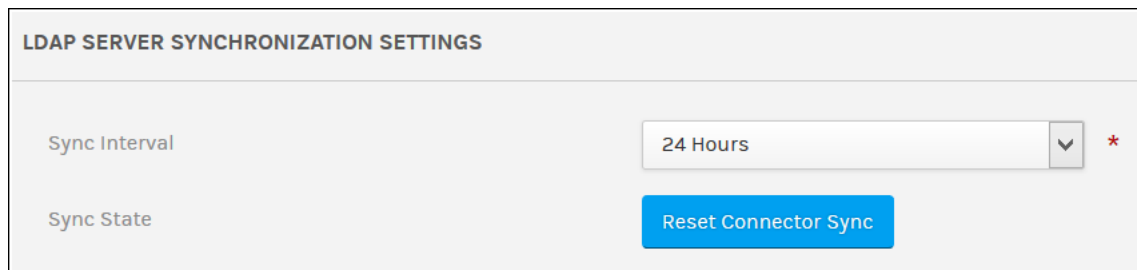 LDAP SERVER SYNCHRONIZATION SETTINGS
Sync Interval 24 Hours *
Sync State Reset Connector Sync